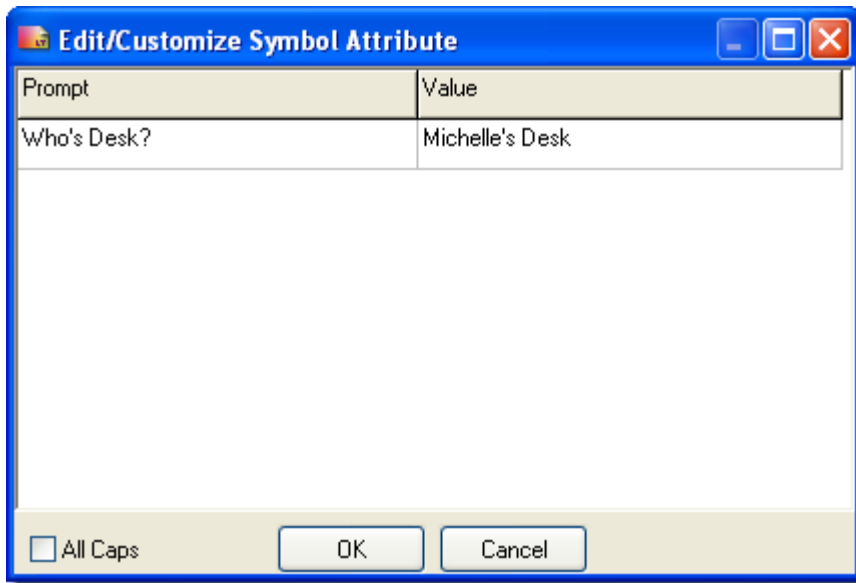 Edit/Customize Symbol Attribute
Prompt Value
Who's Desk? Michelle's Desk
All Caps OK Cancel